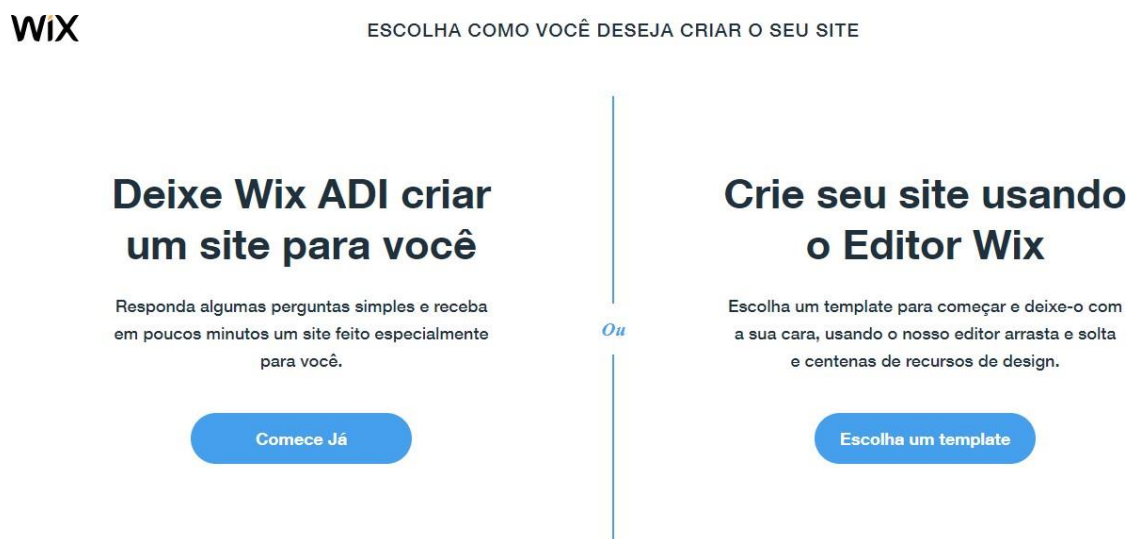 WiX
ESCOLHA COMO VOCÊ DESEJA CRIAR O SEU SITE
Deixe Wix ADI criar
um site para você
Responda algumas perguntas simples e receba
em poucos minutos um site feito especialmente
para você.
Comece Já
Ou
Crie seu site usando
o Editor Wix
Escolha um template para começar e deixe-o com
a sua cara, usando o nosso editor arrasta e solta
e centenas de recursos de design.
Escolha um template